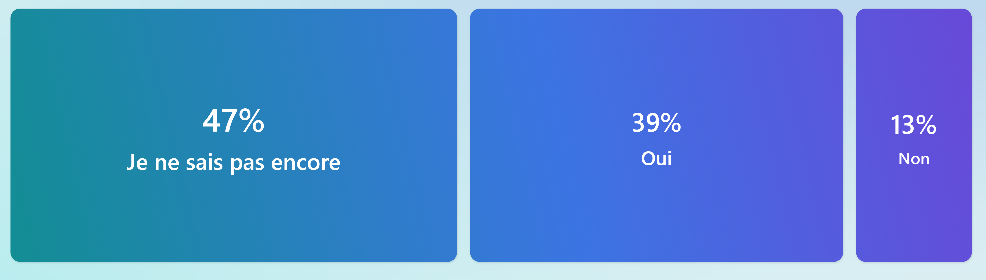 47%
Je ne sais pas encore
39%
Oui
13%
Non